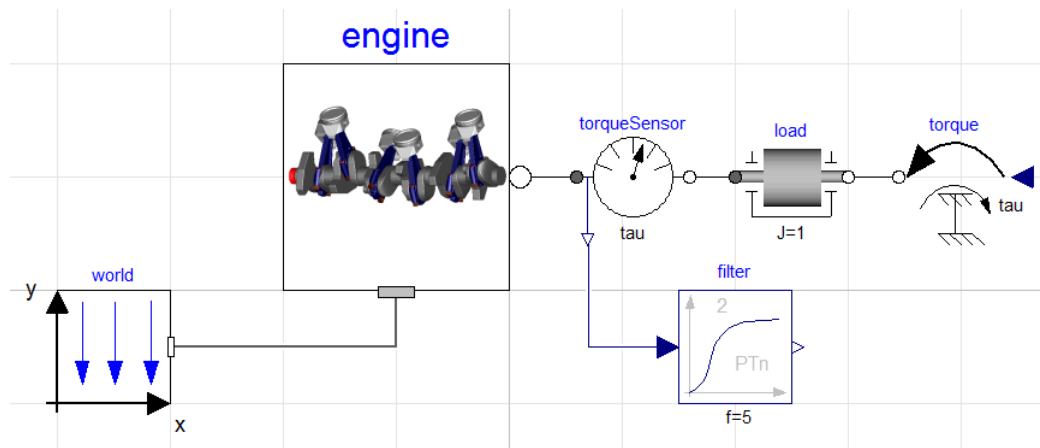 engine
torqueSensor
load
torque
tau
J=1
tau
world
filter
y
2
PTn
x
f=5